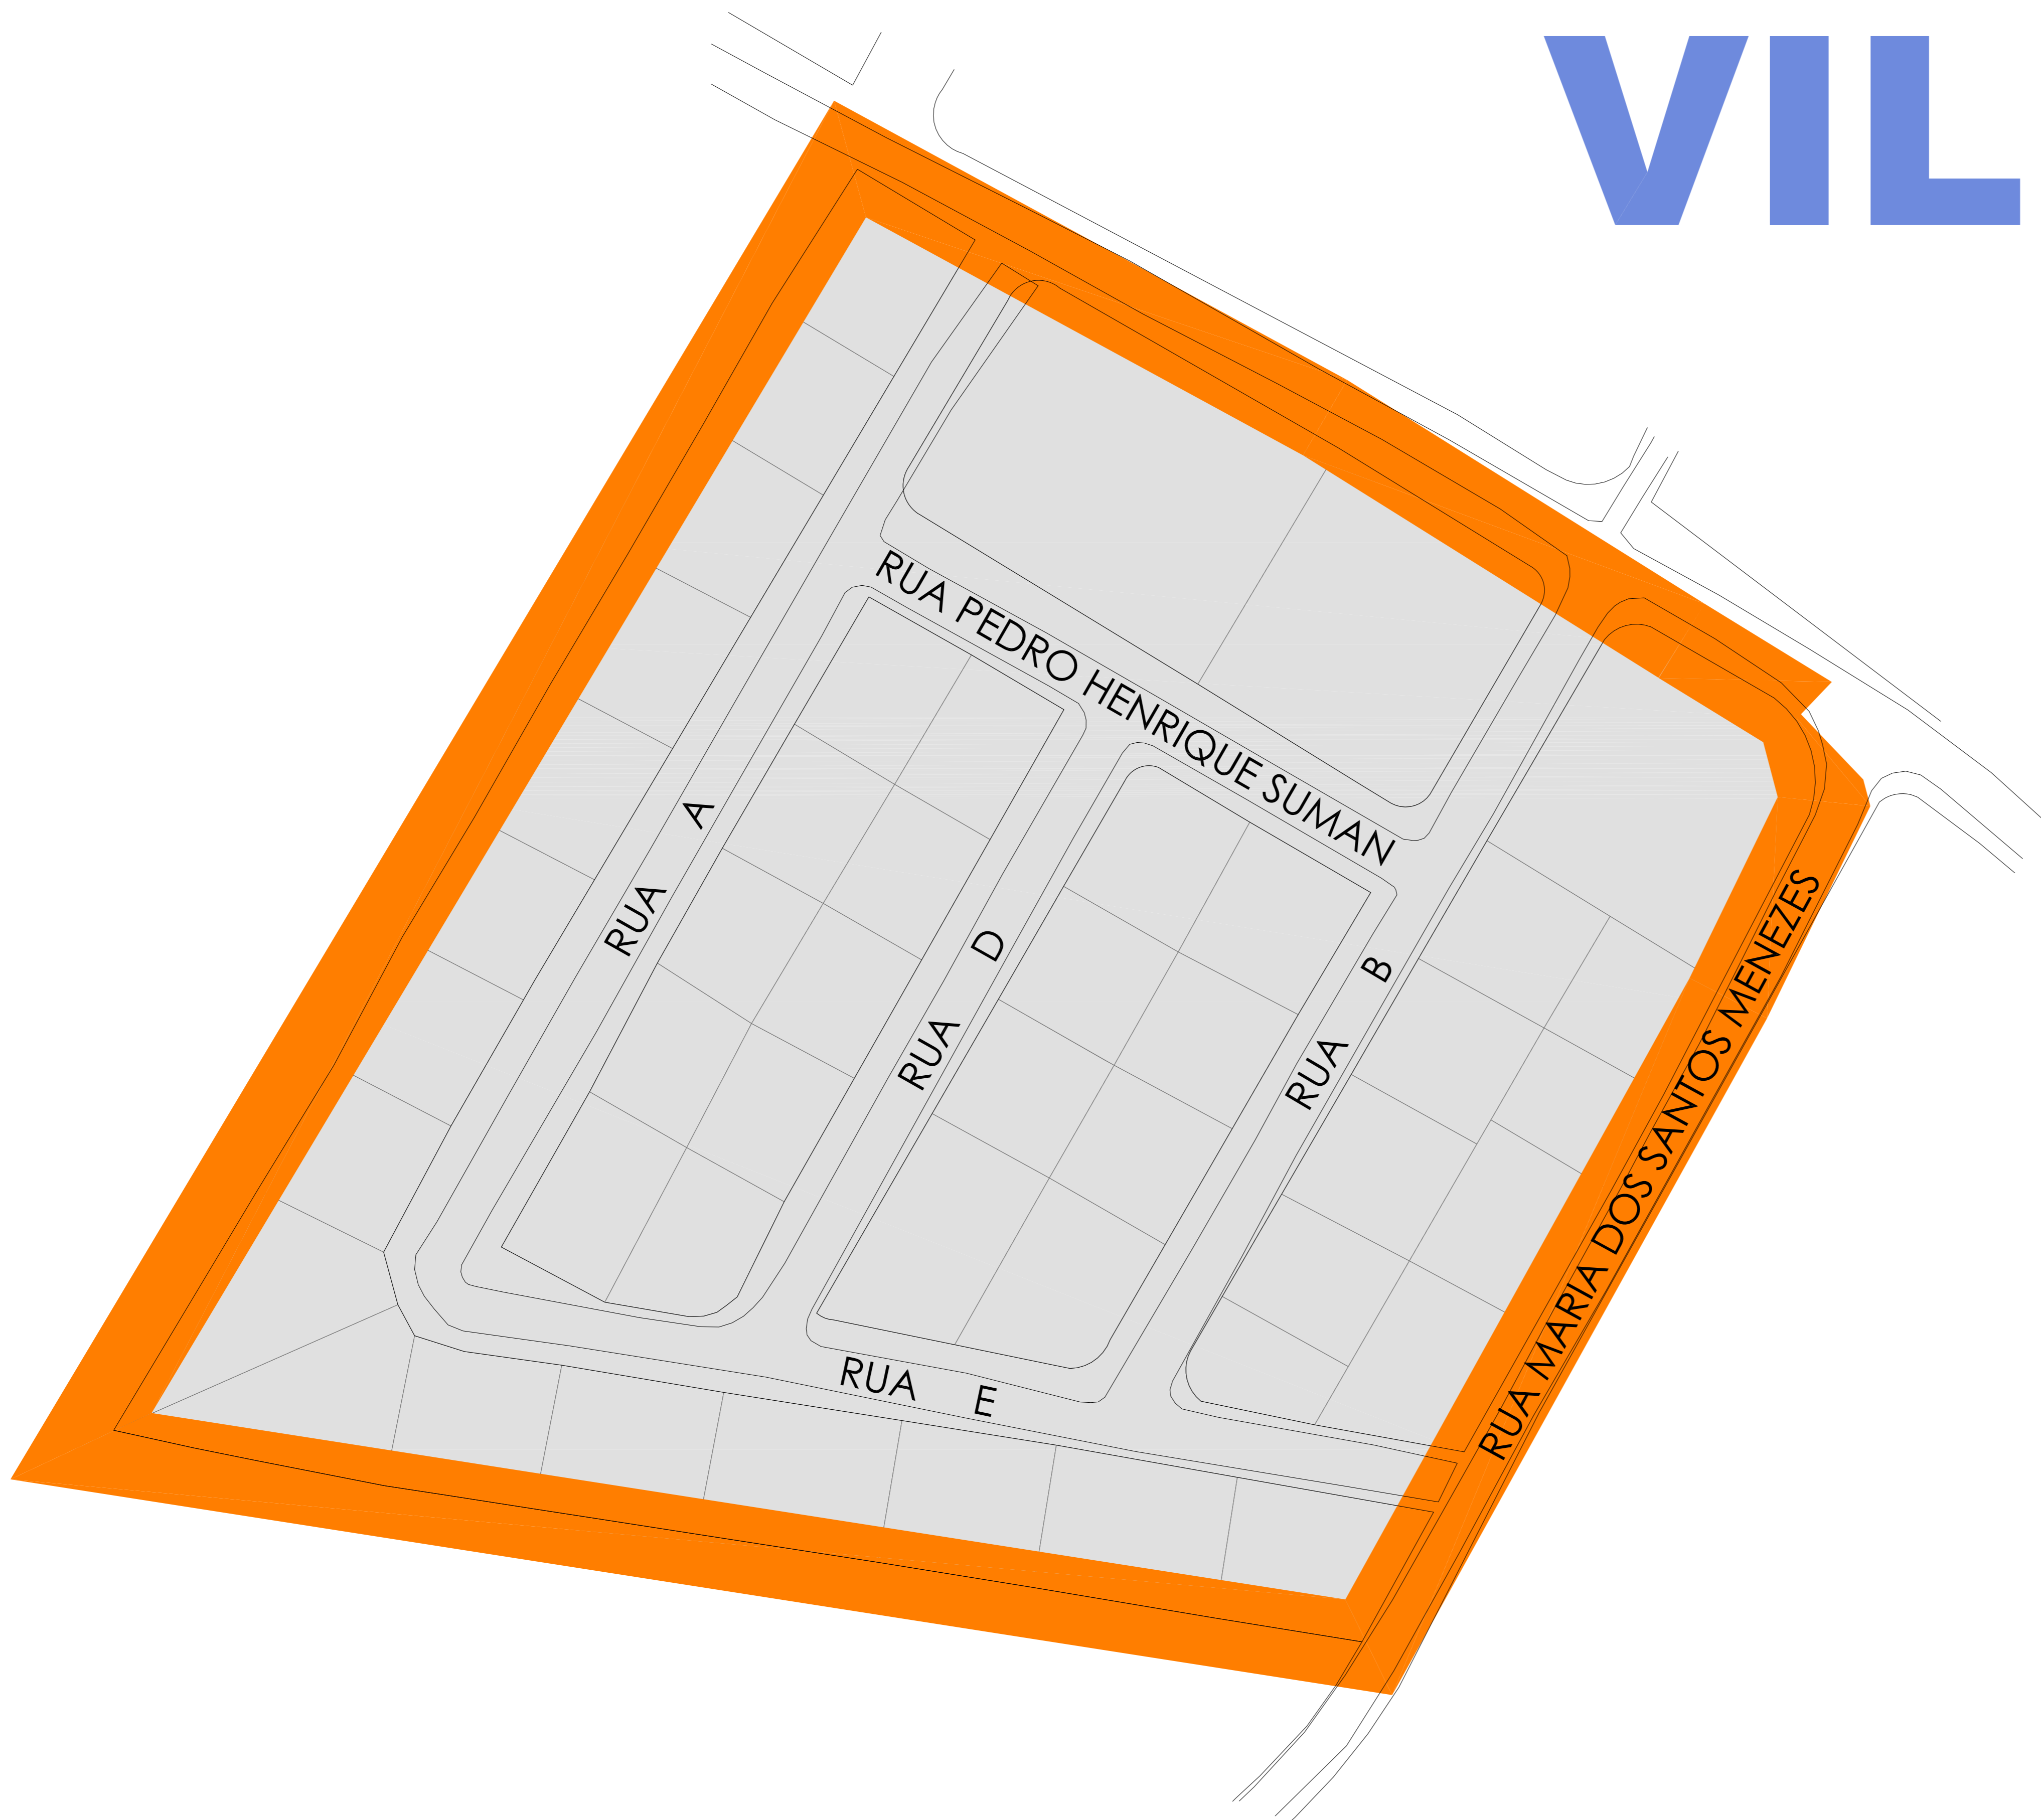 VIL
RUA PEDRO HENRIQUE SUMAN
RUA A
RUA D
RUA B
RUA MARIA DOS SANTOS MENEZES
RUA E